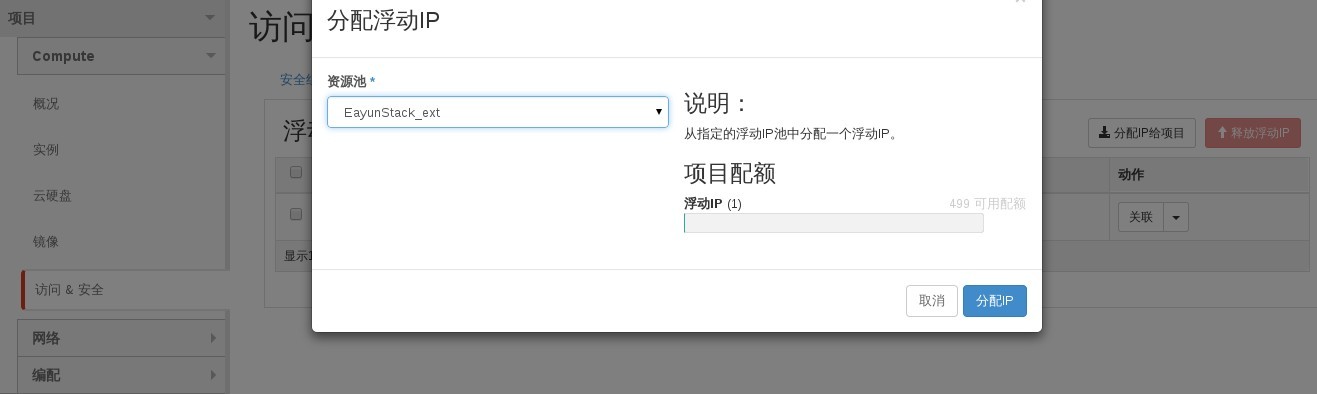 项目
Compute
概况
实例
云硬盘
镜像
访问 & 安全
网络
编配
访问
安全
浮
分配IP给项目
释放浮动IP
动作
关联
显示1
分配浮动IP
资源池 *
EayunStack_ext
说明：
从指定的浮动IP池中分配一个浮动IP。
项目配额
浮动IP (1) 499 可用配额
取消 分配IP